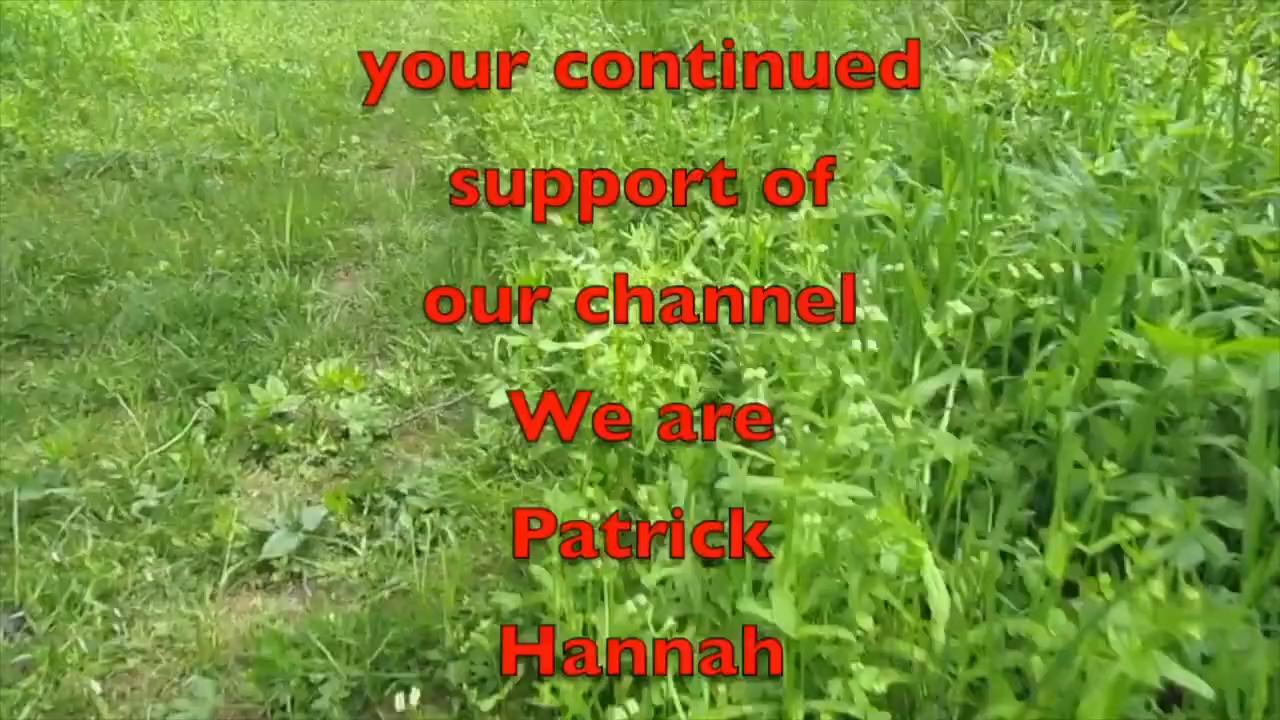 your continued
support of
our channel
We are
Patrick
Hannah